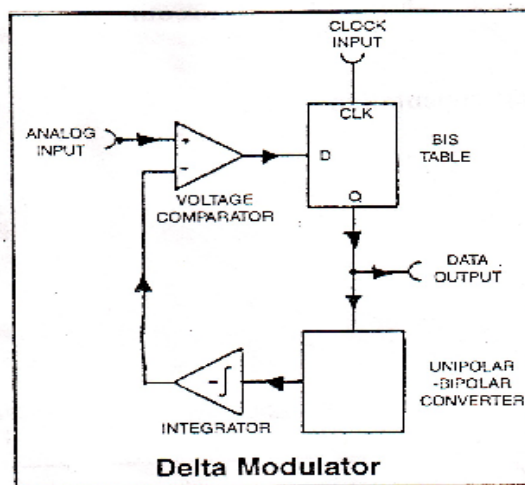 CLOCK
INPUT
CLK
ANALOG
INPUT
+
-
D
BIS
TABLE
Q
VOLTAGE
COMPARATOR
DATA
OUTPUT
-∫
UNIPOLAR
-BIPOLAR
CONVERTER
INTEGRATOR
Delta Modulator